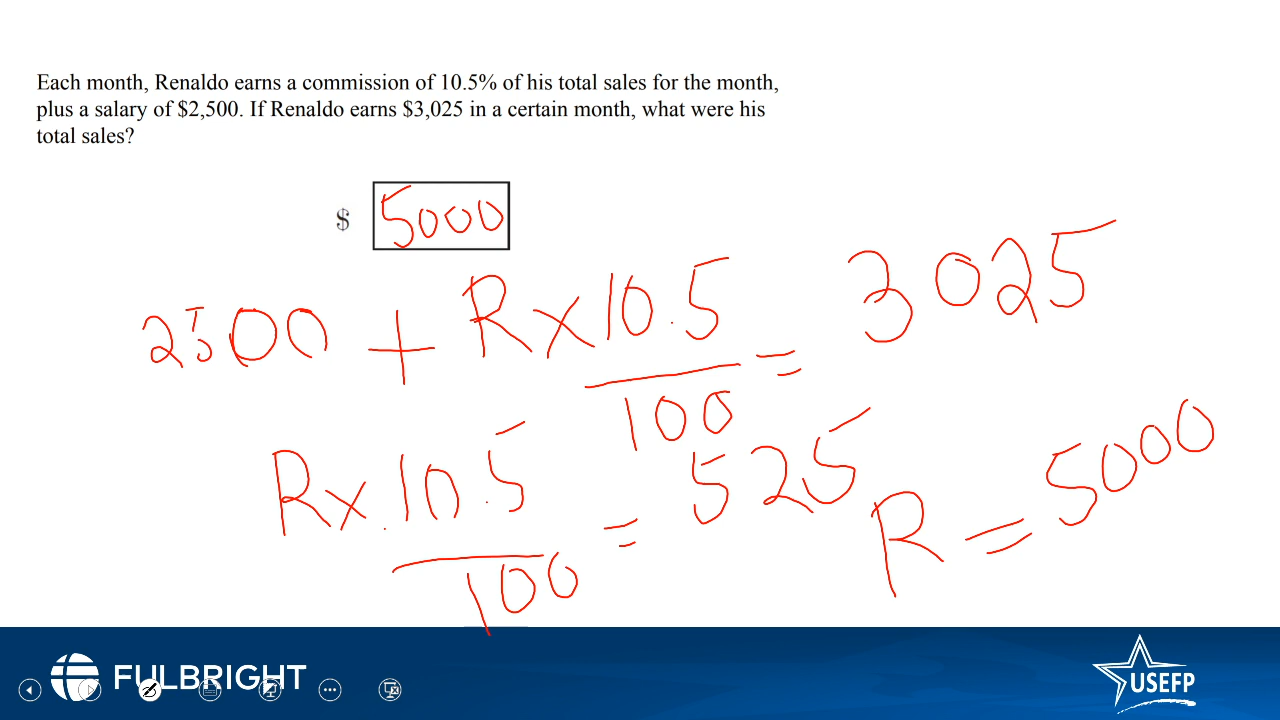 Each month, Renaldo earns a commission of 10.5% of his total sales for the month,
plus a salary of $2,500. If Renaldo earns $3,025 in a certain month, what were his
total sales?
$ 5000
2500 + R x 10.5 = 3025
100
R x 10.5 = 525
100
R = 5000
FULBRIGHT
USEFP